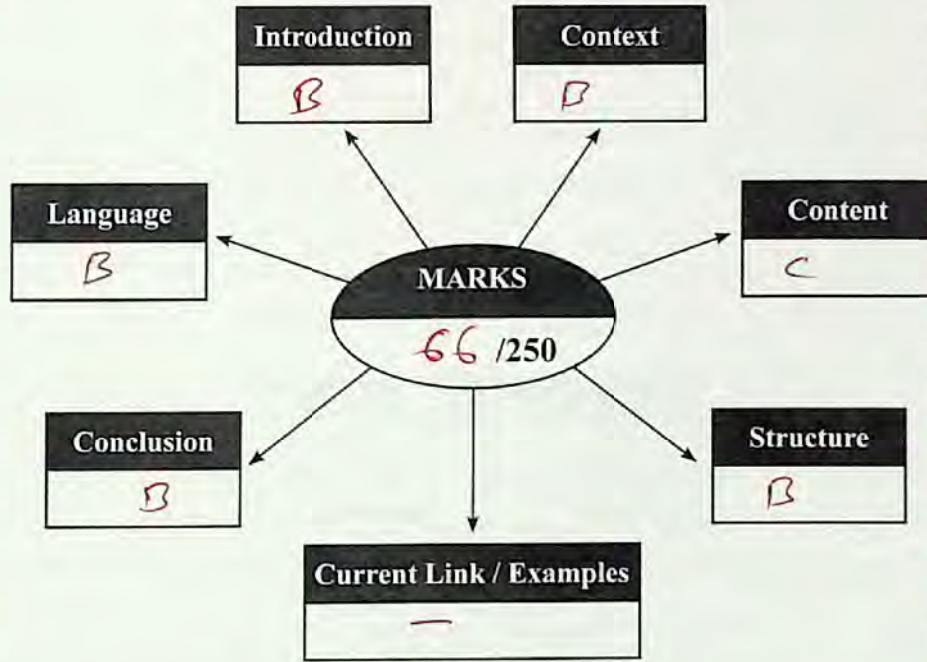 Introduction
B
Context
B
Language
B
Content
C
MARKS
66 /250
Conclusion
B
Structure
B
Current Link / Examples
—